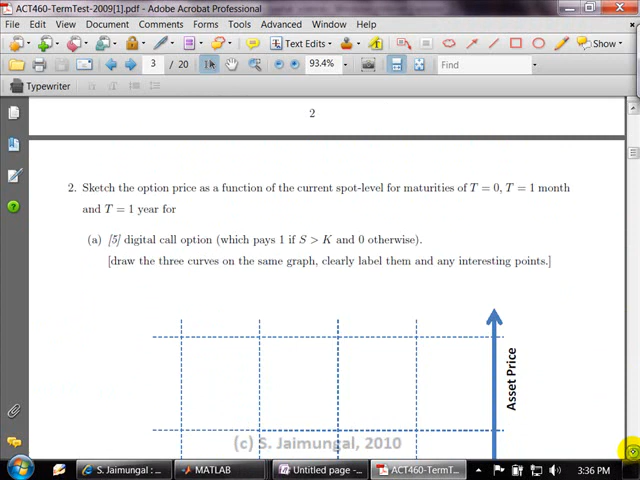 ACT460-TermTest-2009[1].pdf - Adobe Acrobat Professional
File Edit View Document Comments Forms Tools Advanced Window Help
Text Edits
Show
3 / 20
93.4%
Find
Typewriter
2
2. Sketch the option price as a function of the current spot-level for maturities of T = 0, T = 1 month
and T = 1 year for
(a) [5] digital call option (which pays 1 if S > K and 0 otherwise).
[draw the three curves on the same graph, clearly label them and any interesting points.]
Asset Price
(c) S. Jaimungal, 2010
S. Jaimungal : ...
MATLAB
Untitled page - ...
ACT460-TermT...
3:36 PM